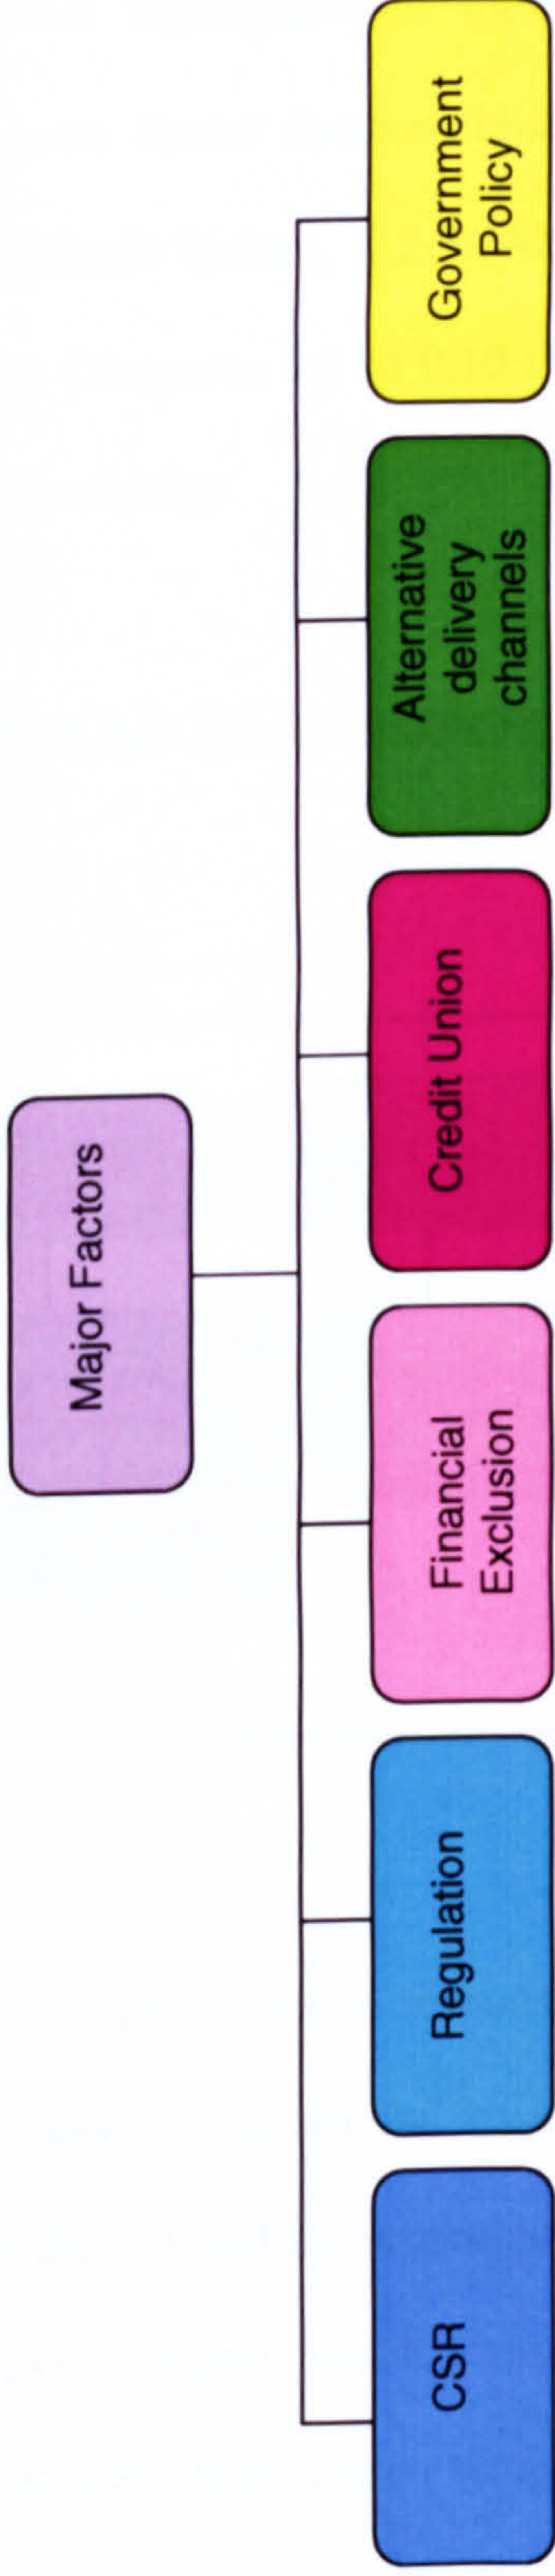 Major Factors
CSR
Regulation
Financial
Exclusion
Credit Union
Alternative
delivery
channels
Government
Policy